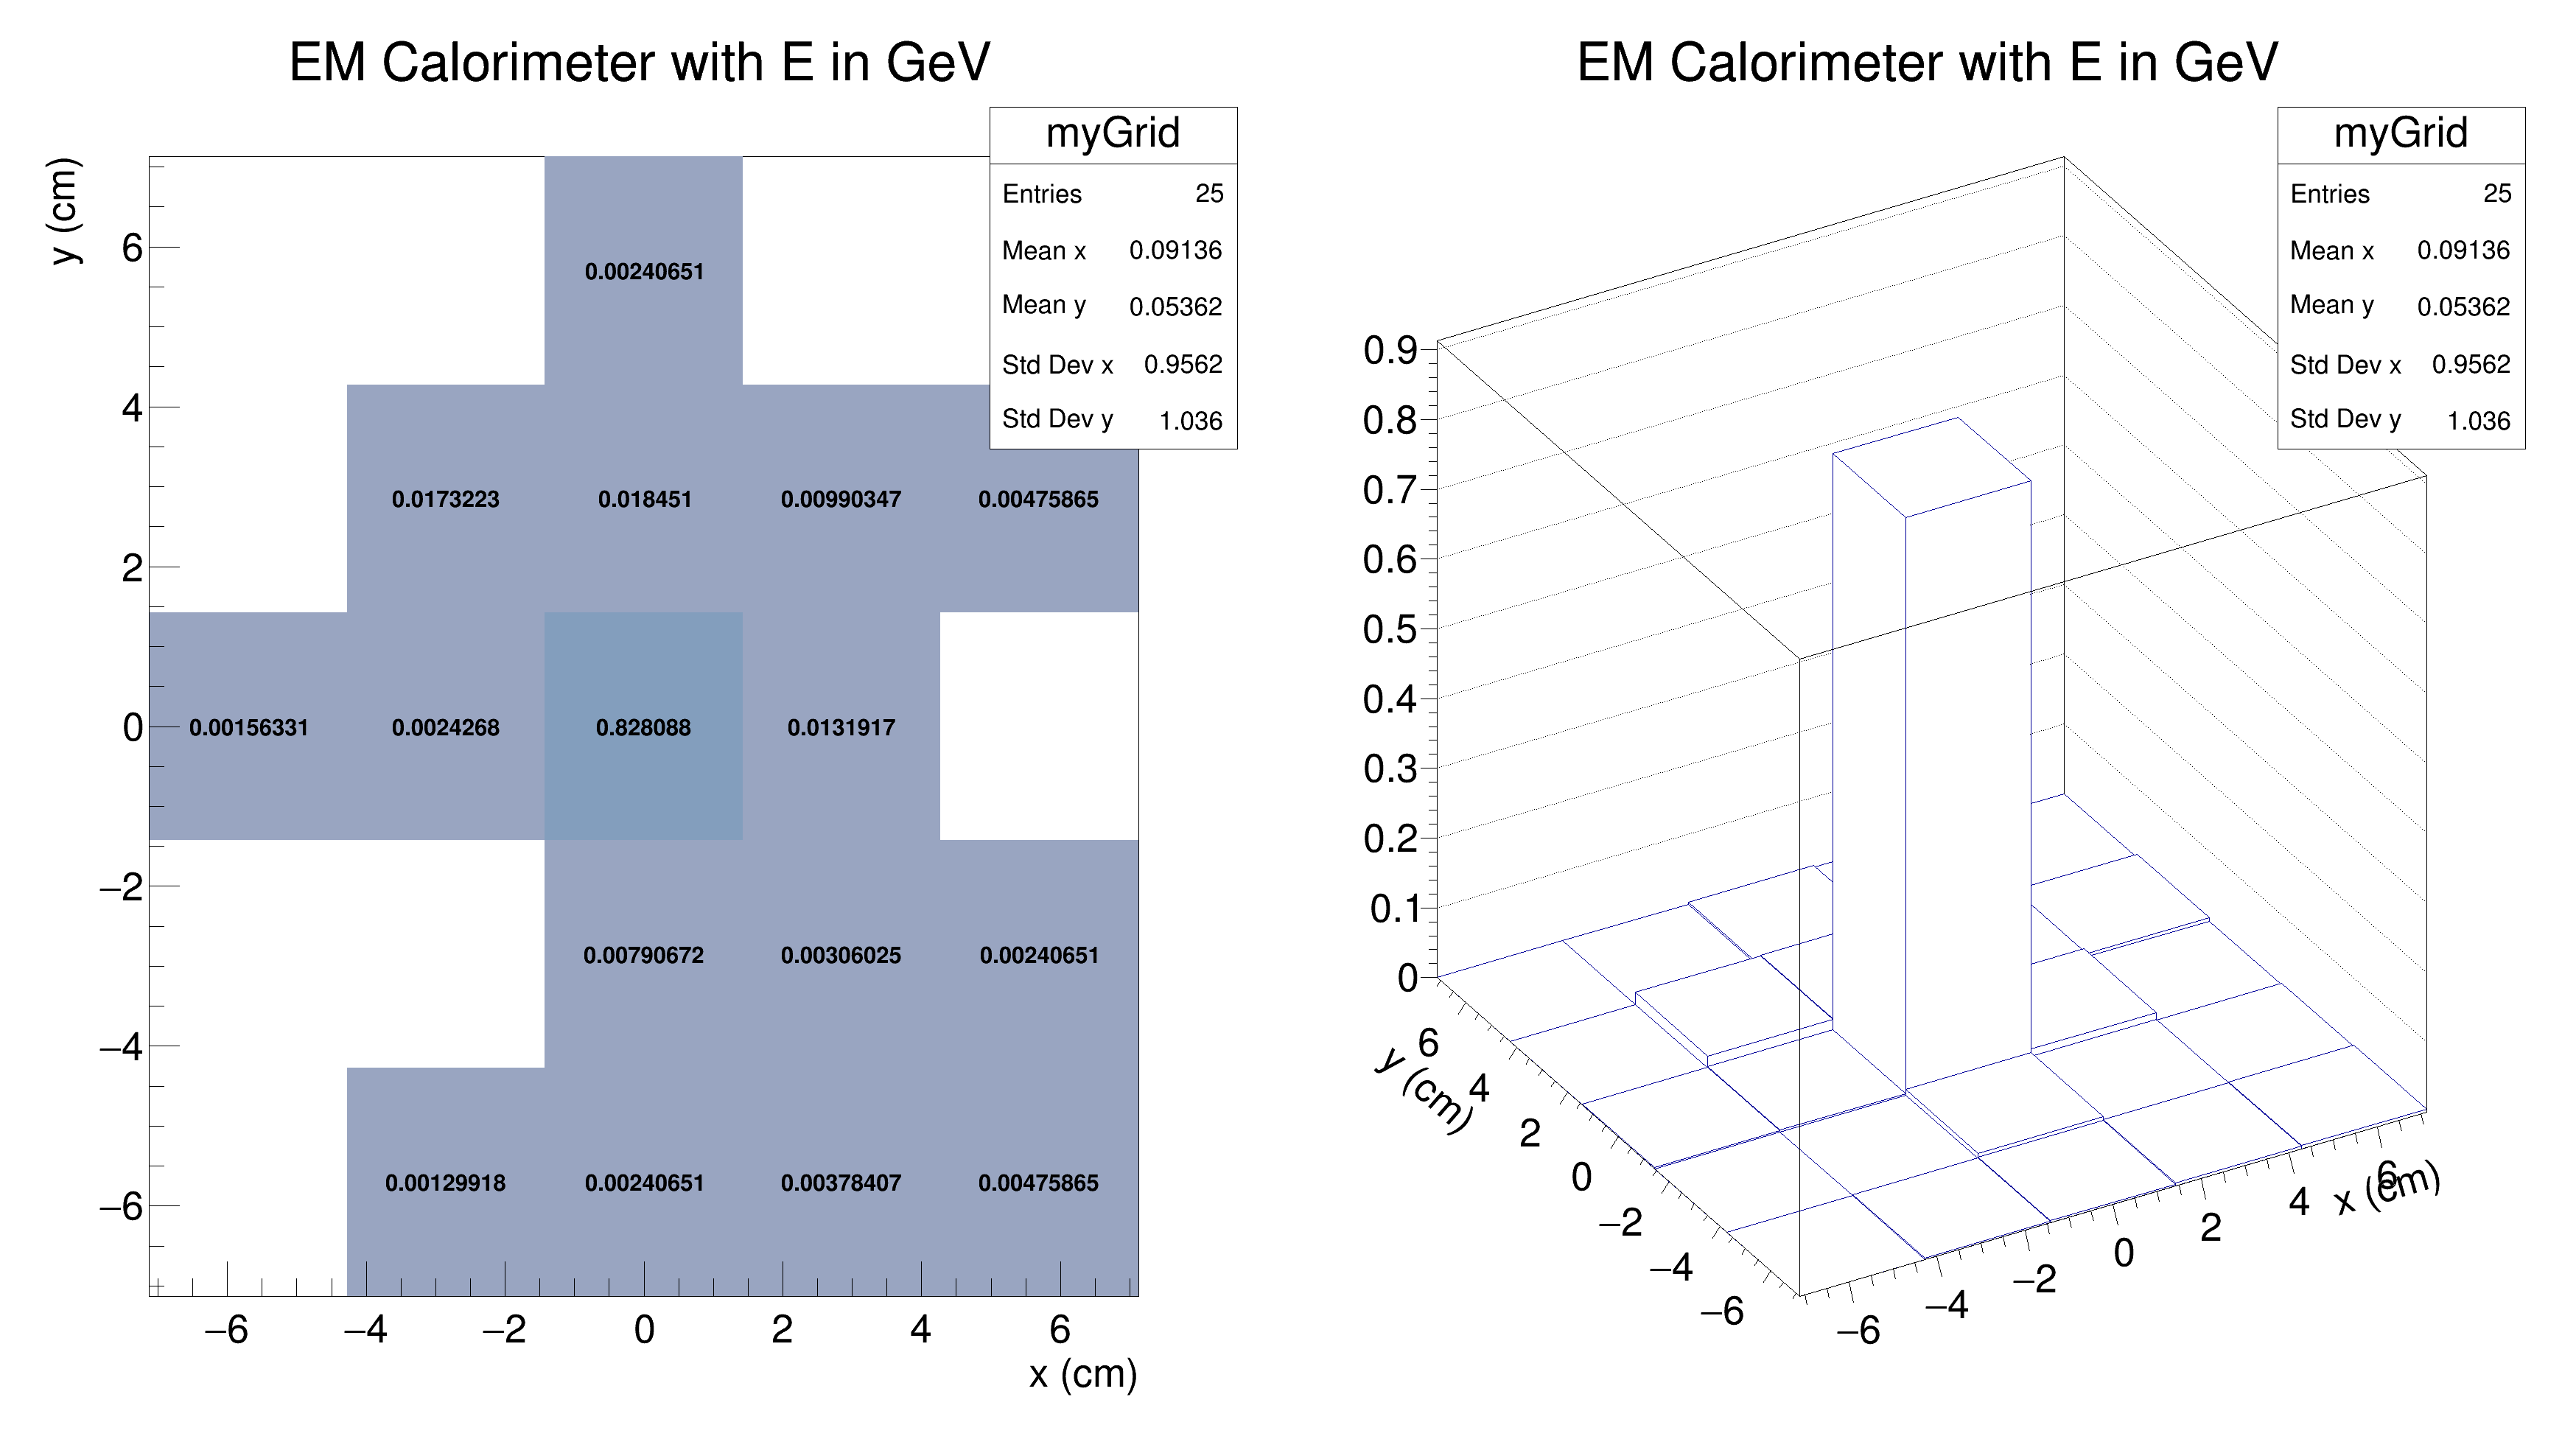 EM Calorimeter with E in GeV
myGrid
Entries 25
Mean x 0.09136
Mean y 0.05362
Std Dev x 0.9562
Std Dev y 1.036
y (cm)
6
4
2
0
−2
−4
−6
0.00240651
0.0173223 0.018451 0.00990347 0.00475865
0.00156331 0.0024268 0.828088 0.0131917
0.00790672 0.00306025 0.00240651
0.00129918 0.00240651 0.00378407 0.00475865
−6 −4 −2 0 2 4 6
x (cm)
EM Calorimeter with E in GeV
myGrid
Entries 25
Mean x 0.09136
Mean y 0.05362
Std Dev x 0.9562
Std Dev y 1.036
0.9
0.8
0.7
0.6
0.5
0.4
0.3
0.2
0.1
0
y (cm)
6
4
2
0
−2
−4
−6
−6 −4 −2 0 2 4 6
x (cm)